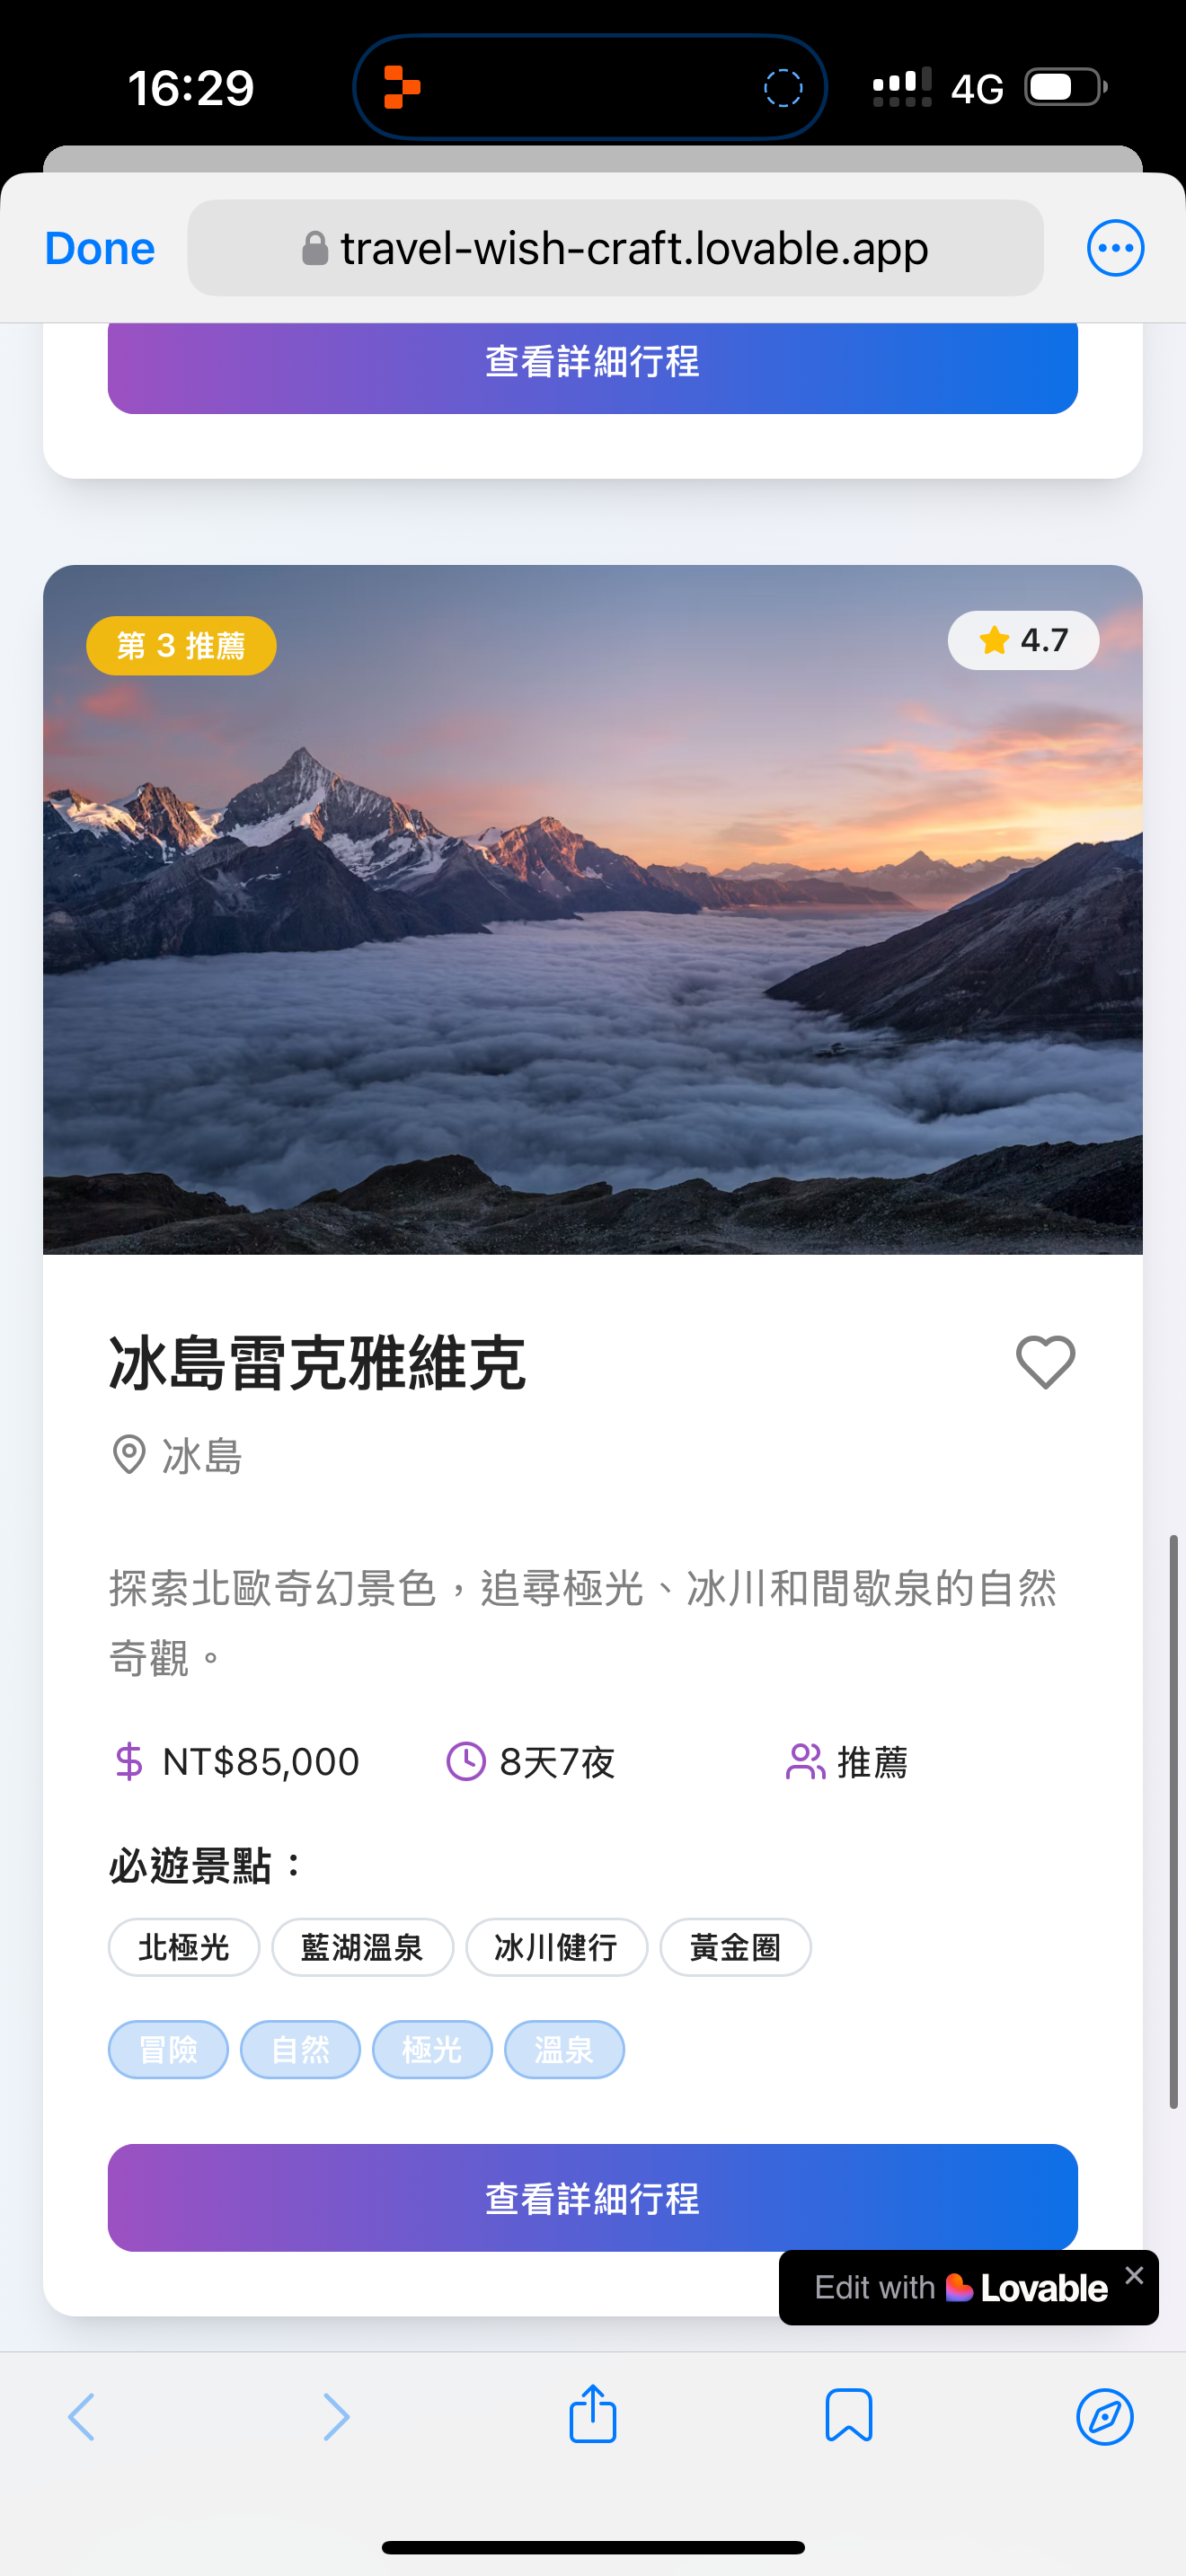 16:29
4G
Done
travel-wish-craft.lovable.app
查看詳細行程
第 3 推薦
4.7
冰島雷克雅維克
冰島
探索北歐奇幻景色，追尋極光、冰川和間歇泉的自然
奇觀。
NT$85,000 8天7夜 推薦
必遊景點：
北極光 藍湖溫泉 冰川健行 黃金圈
冒險 自然 極光 溫泉
查看詳細行程
Edit with Lovable